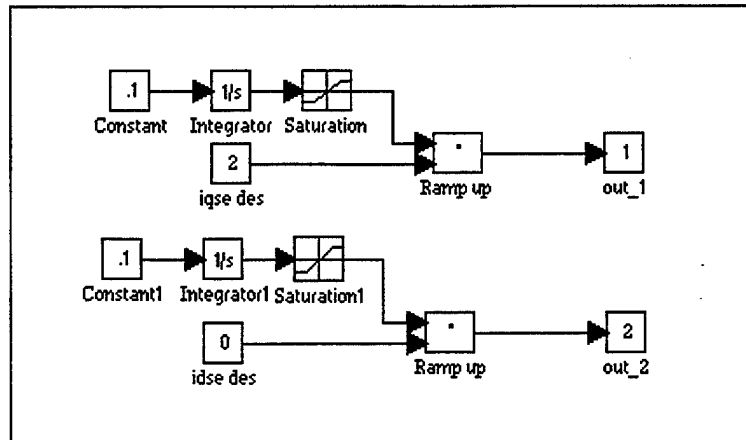 .1
1/s
Constant
Integrator
Saturation
2
*
1
iqse des
Ramp up
out_1
.1
1/s
Constant1
Integrator1
Saturation1
0
*
2
idse des
Ramp up
out_2